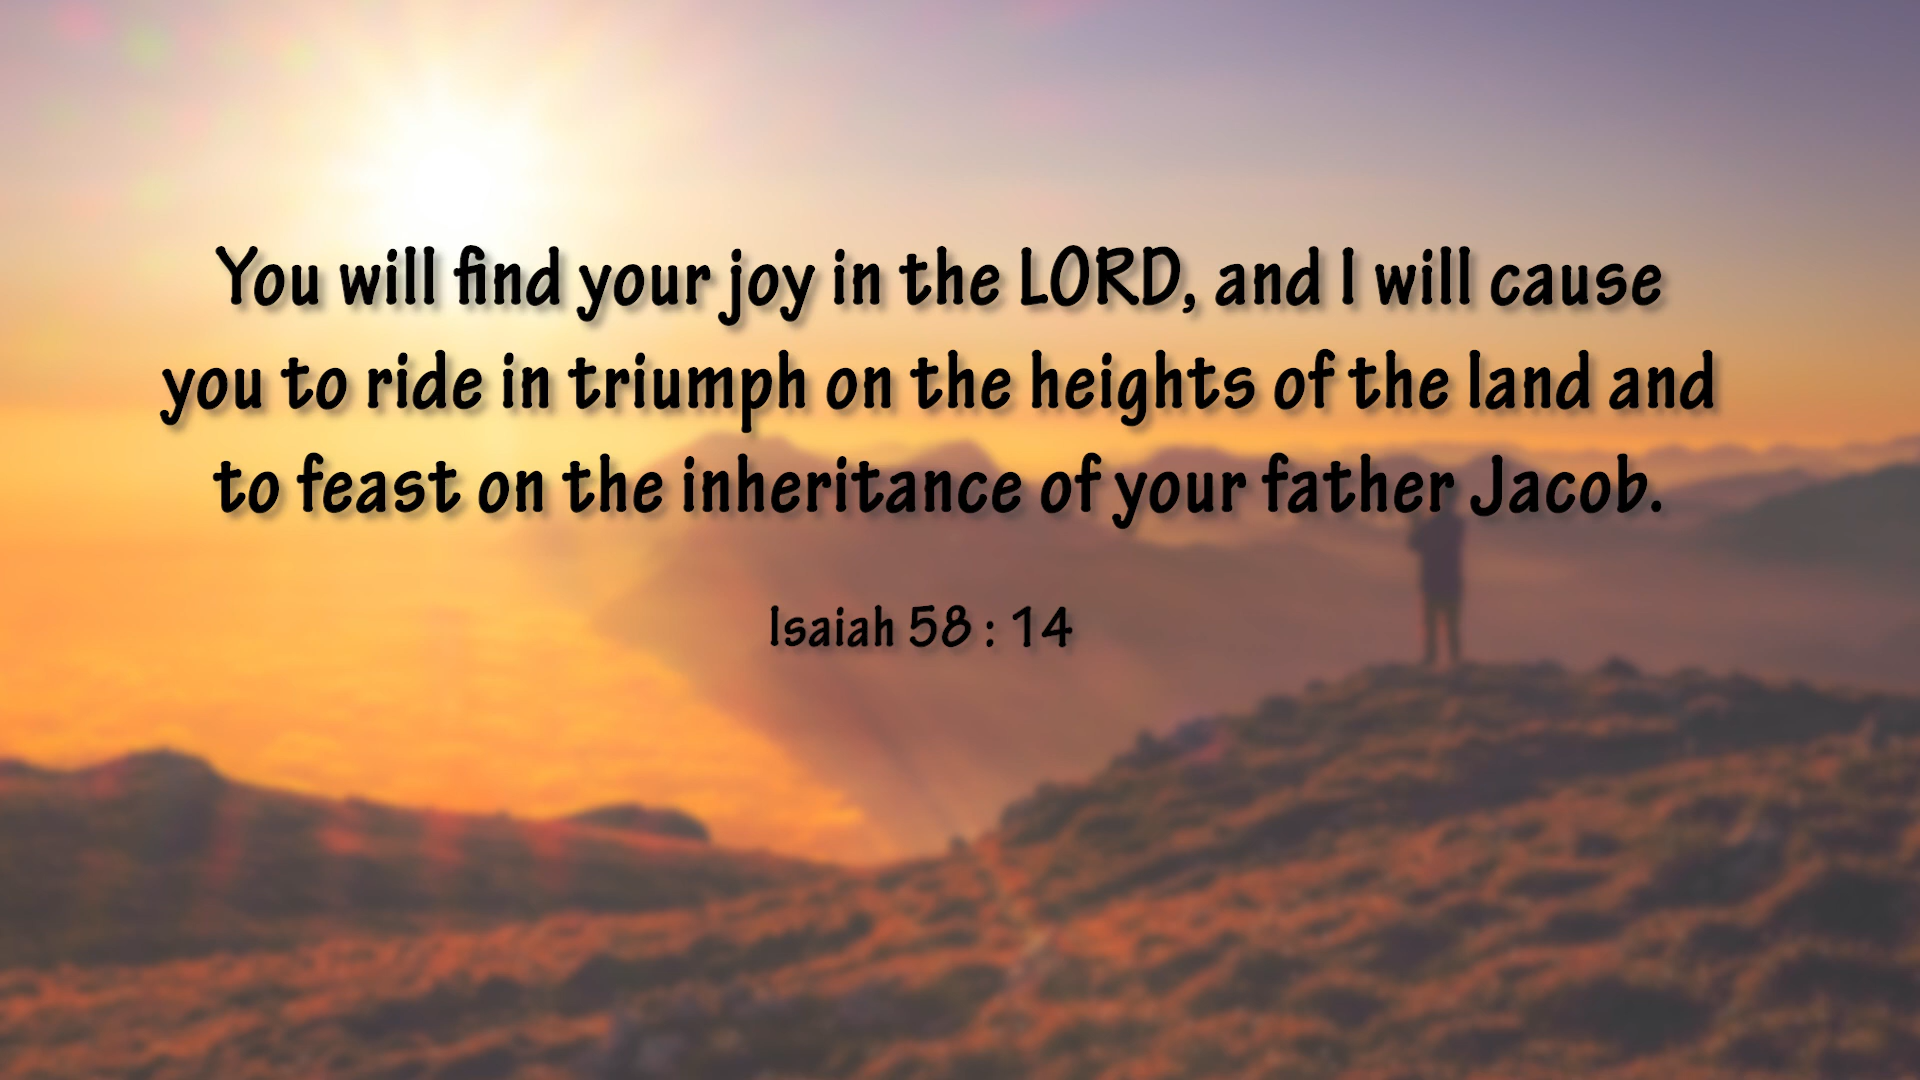 You will find your joy in the LORD, and I will cause
you to ride in triumph on the heights of the land and
to feast on the inheritance of your father Jacob.
Isaiah 58 : 14